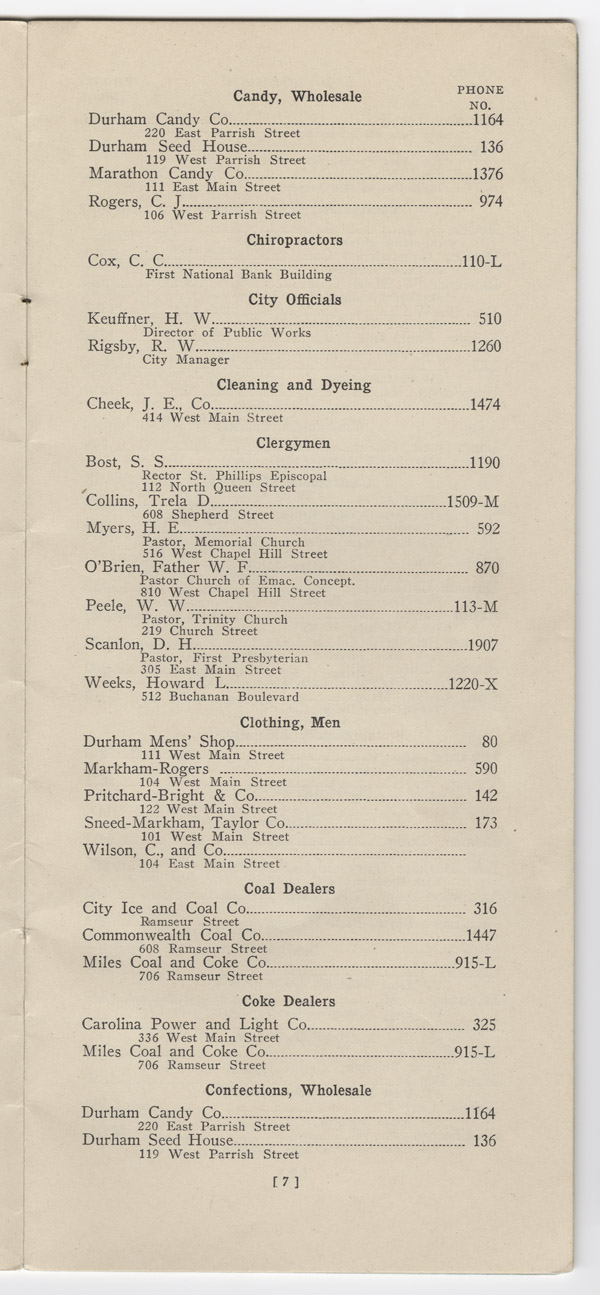 Candy, Wholesale
PHONE
NO.
Durham Candy Co. 1164
220 East Parrish Street
Durham Seed House 136
119 West Parrish Street
Marathon Candy Co. 1376
111 East Main Street
Rogers, C. J. 974
106 West Parrish Street
Chiropractors
Cox, C. C. 110-L
First National Bank Building
City Officials
Keuffner, H. W. 510
Director of Public Works
Rigsby, R. W. 1260
City Manager
Cleaning and Dyeing
Cheek, J. E., Co. 1474
414 West Main Street
Clergymen
Bost, S. S. 1190
Rector St. Phillips Episcopal
112 North Queen Street
Collins, Trela D. 1509-M
608 Shepherd Street
Myers, H. E. 592
Pastor, Memorial Church
516 West Chapel Hill Street
O'Brien, Father W. F. 870
Pastor Church of Emac. Concept.
810 West Chapel Hill Street
Peele, W. W. 113-M
Pastor, Trinity Church
219 Church Street
Scanlon, D. H. 1907
Pastor, First Presbyterian
305 East Main Street
Weeks, Howard L. 1220-X
512 Buchanan Boulevard
Clothing, Men
Durham Mens' Shop 80
111 West Main Street
Markham-Rogers 590
104 West Main Street
Pritchard-Bright & Co. 142
122 West Main Street
Sneed-Markham, Taylor Co. 173
101 West Main Street
Wilson, C., and Co.
104 East Main Street
Coal Dealers
City Ice and Coal Co. 316
Ramseur Street
Commonwealth Coal Co. 1447
608 Ramseur Street
Miles Coal and Coke Co. 915-L
706 Ramseur Street
Coke Dealers
Carolina Power and Light Co. 325
336 West Main Street
Miles Coal and Coke Co. 915-L
706 Ramseur Street
Confections, Wholesale
Durham Candy Co. 1164
220 East Parrish Street
Durham Seed House 136
119 West Parrish Street
[ 7 ]